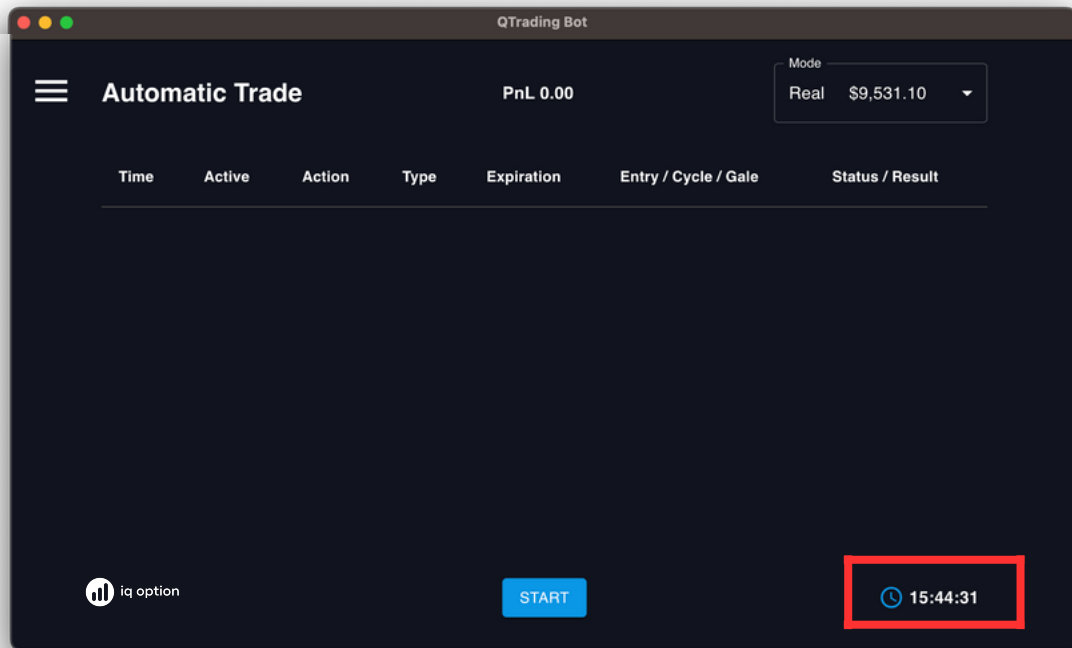 QTrading Bot
Automatic Trade
PnL 0.00
Mode
Real $9,531.10
Time Active Action Type Expiration Entry / Cycle / Gale Status / Result
iq option
START
15:44:31